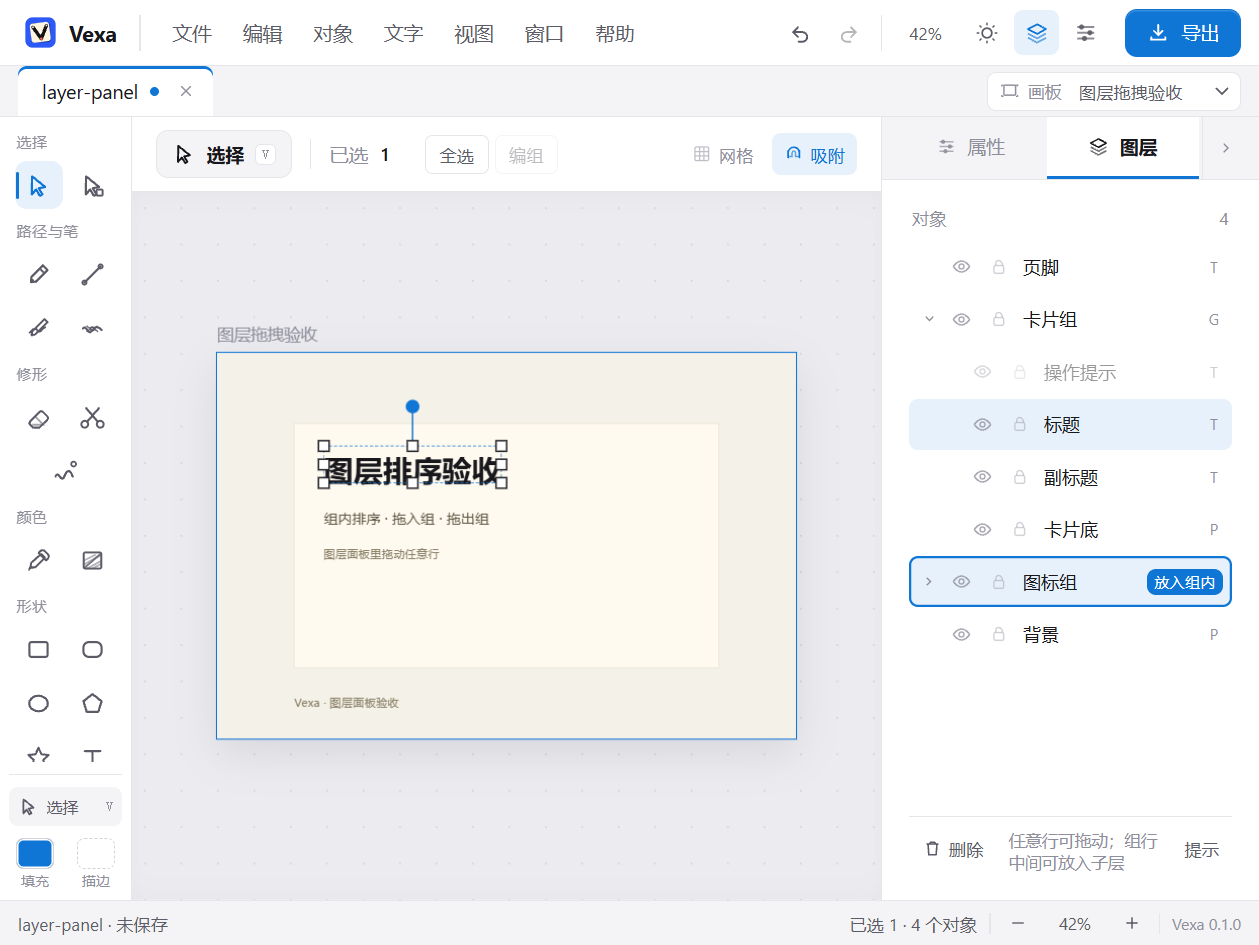 Vexa 文件 编辑 对象 文字 视图 窗口 帮助 42% 导出
layer-panel 画板 图层拖拽验收
选择
选择 V 已选 1 全选 编组 网格 吸附 属性 图层
路径与笔
修形
颜色
形状
选择 V
填充 描边
图层拖拽验收
图层排序验收
组内排序 · 拖入组 · 拖出组
图层面板里拖动任意行
Vexa · 图层面板验收
对象 4
页脚 T
卡片组 G
操作提示 T
标题 T
副标题 T
卡片底 P
图标组 放入组内
背景 P
删除 任意行可拖动；组行中间可放入子层 提示
layer-panel · 未保存 已选 1 · 4 个对象 42% Vexa 0.1.0